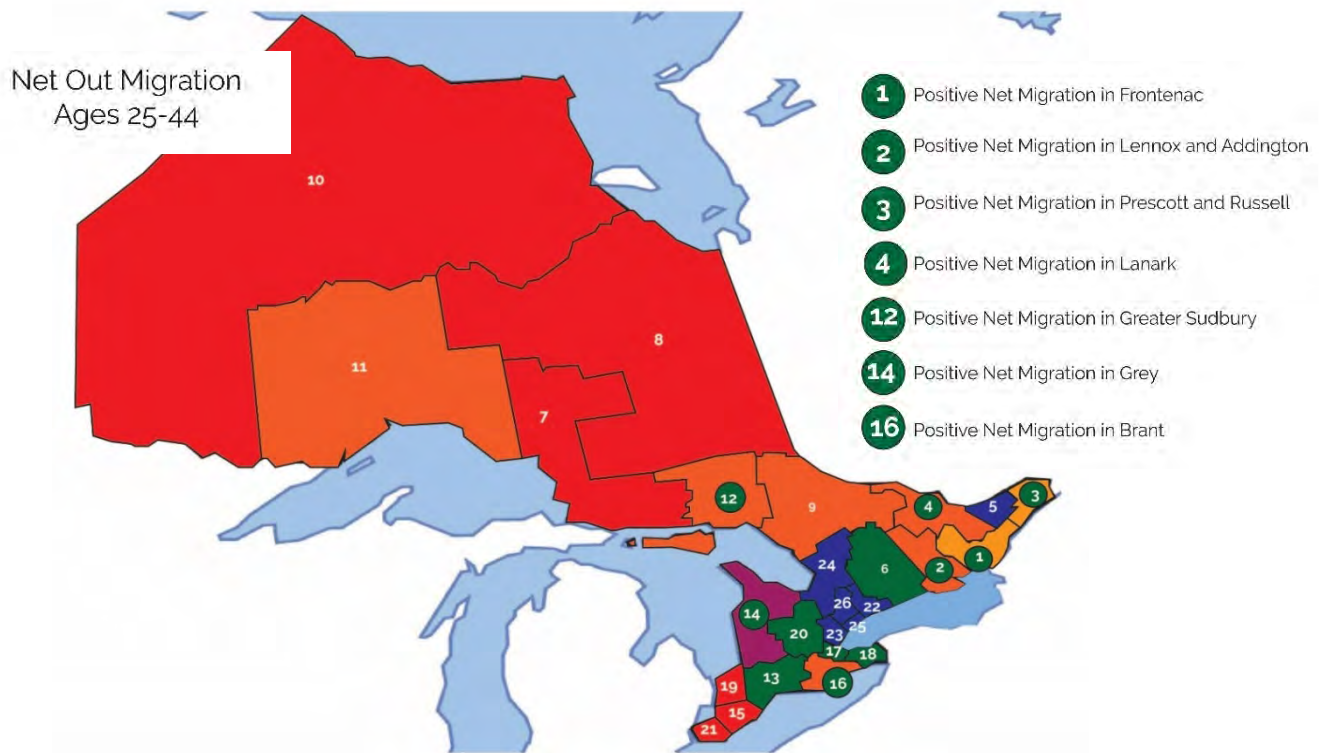 Net Out Migration
Ages 25-44
1 Positive Net Migration in Frontenac
2 Positive Net Migration in Lennox and Addington
3 Positive Net Migration in Prescott and Russell
4 Positive Net Migration in Lanark
12 Positive Net Migration in Greater Sudbury
14 Positive Net Migration in Grey
16 Positive Net Migration in Brant
10
8
11
7
12
9
4
5
3
24
6
2
1
14
26
22
20
23
25
17
18
13
16
19
15
21